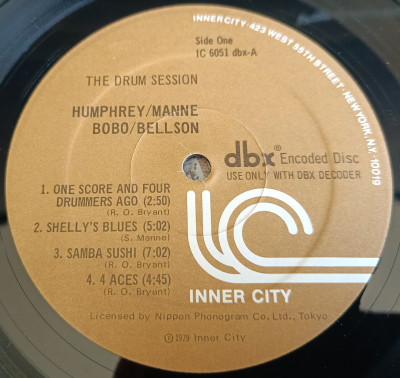 INNER CITY · 423 WEST 55TH STREET · NEW YORK, N.Y. · 10019
Side One
IC 6051 dbx-A
THE DRUM SESSION
HUMPHREY/MANNE
BOBO/BELLSON
dbx® Encoded Disc
USE ONLY WITH DBX DECODER
1. ONE SCORE AND FOUR
DRUMMERS AGO (2:50)
(R. O. Bryant)
2. SHELLY'S BLUES (5:02)
(S. Manne)
3. SAMBA SUSHI (7:02)
(R. O. Bryant)
4. 4 ACES (4:45)
(R. O. Bryant)
INNER CITY
Licensed by Nippon Phonogram Co. Ltd., Tokyo
Ⓟ1979 Inner City